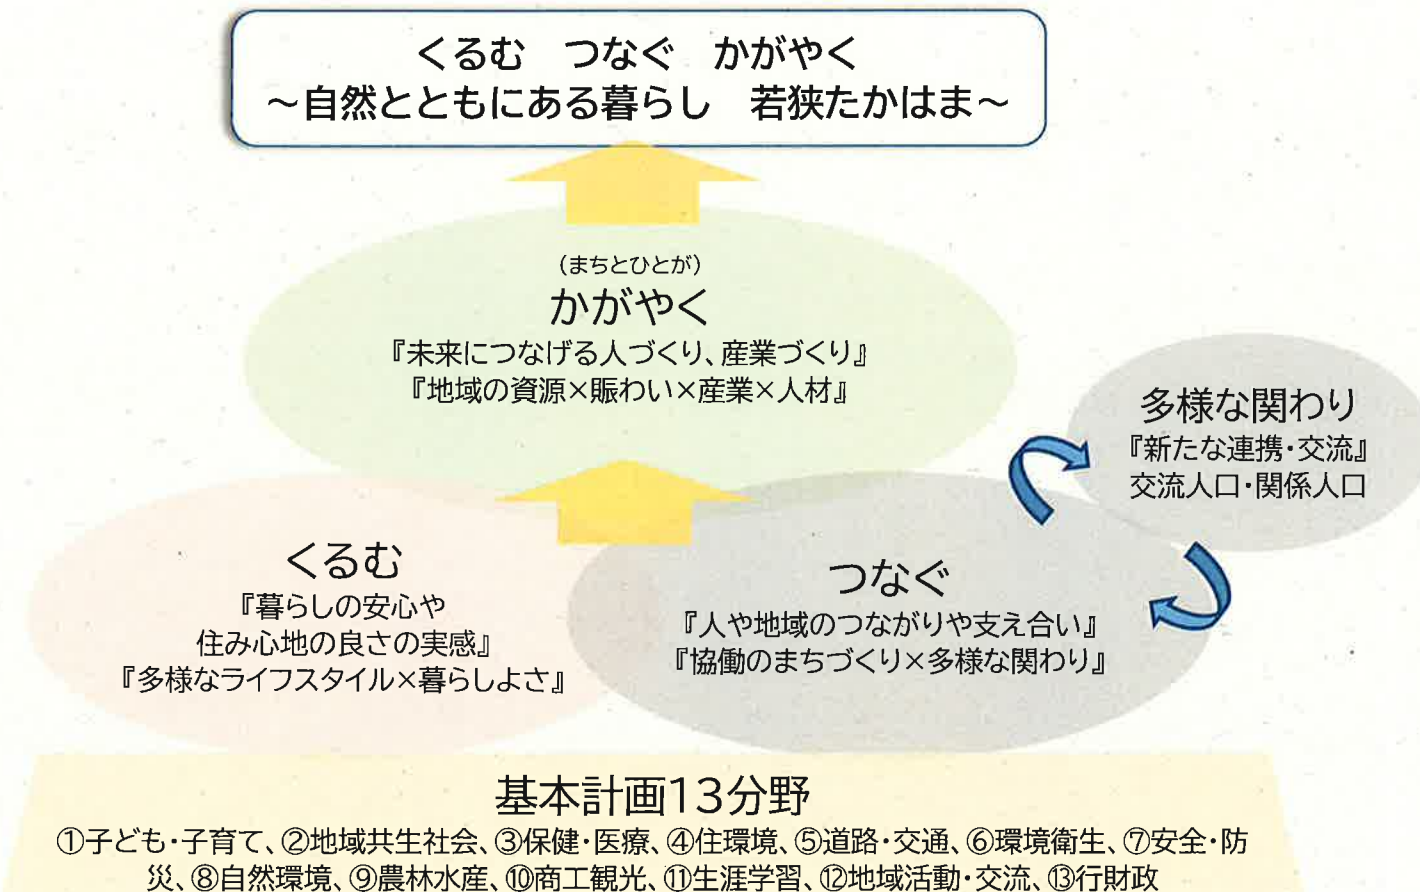 くるむ　つなぐ　かがやく
～自然とともにある暮らし　若狭たかはま～
（まちとひとが）
かがやく
『未来につなげる人づくり、産業づくり』
『地域の資源×賑わい×産業×人材』
多様な関わり
『新たな連携・交流』
交流人口・関係人口
くるむ
『暮らしの安心や
住み心地の良さの実感』
『多様なライフスタイル×暮らしよさ』
つなぐ
『人や地域のつながりや支え合い』
『協働のまちづくり×多様な関わり』
基本計画13分野
①子ども・子育て、②地域共生社会、③保健・医療、④住環境、⑤道路・交通、⑥環境衛生、⑦安全・防
災、⑧自然環境、⑨農林水産、⑩商工観光、⑪生涯学習、⑫地域活動・交流、⑬行財政